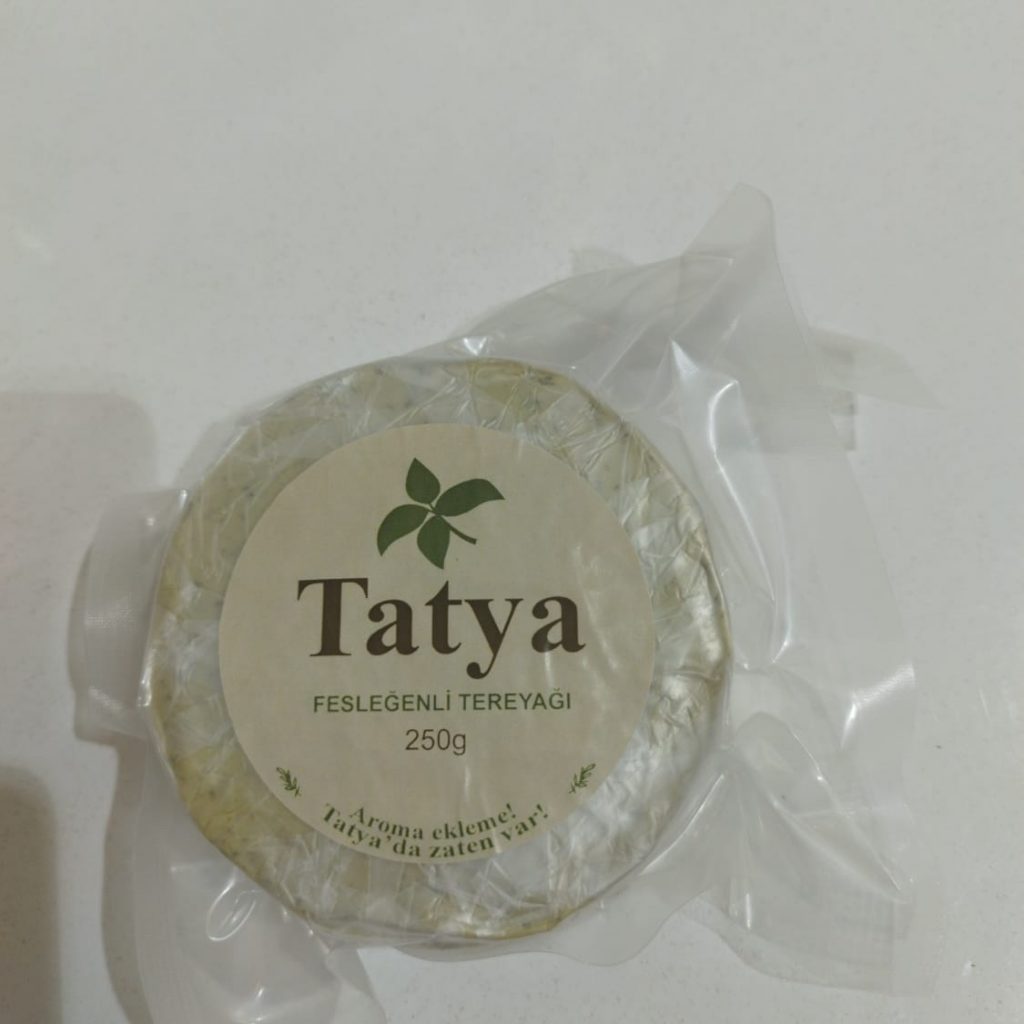 Tatya
FESLEĞENLİ TEREYAĞI
250g
Aroma ekleme!
Tatya'da zaten var!